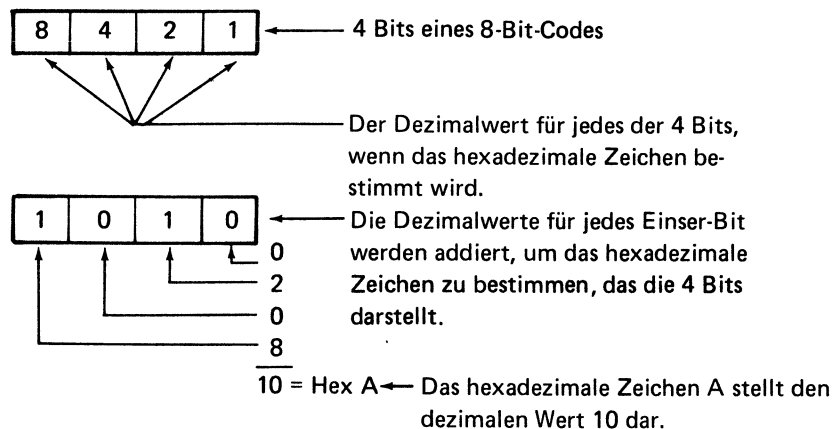 8 4 2 1 4 Bits eines 8-Bit-Codes
Der Dezimalwert für jedes der 4 Bits,
wenn das hexadezimale Zeichen be-
stimmt wird.
1 0 1 0 Die Dezimalwerte für jedes Einser-Bit
0 werden addiert, um das hexadezimale
2 Zeichen zu bestimmen, das die 4 Bits
0 darstellt.
8
10 = Hex A Das hexadezimale Zeichen A stellt den
dezimalen Wert 10 dar.